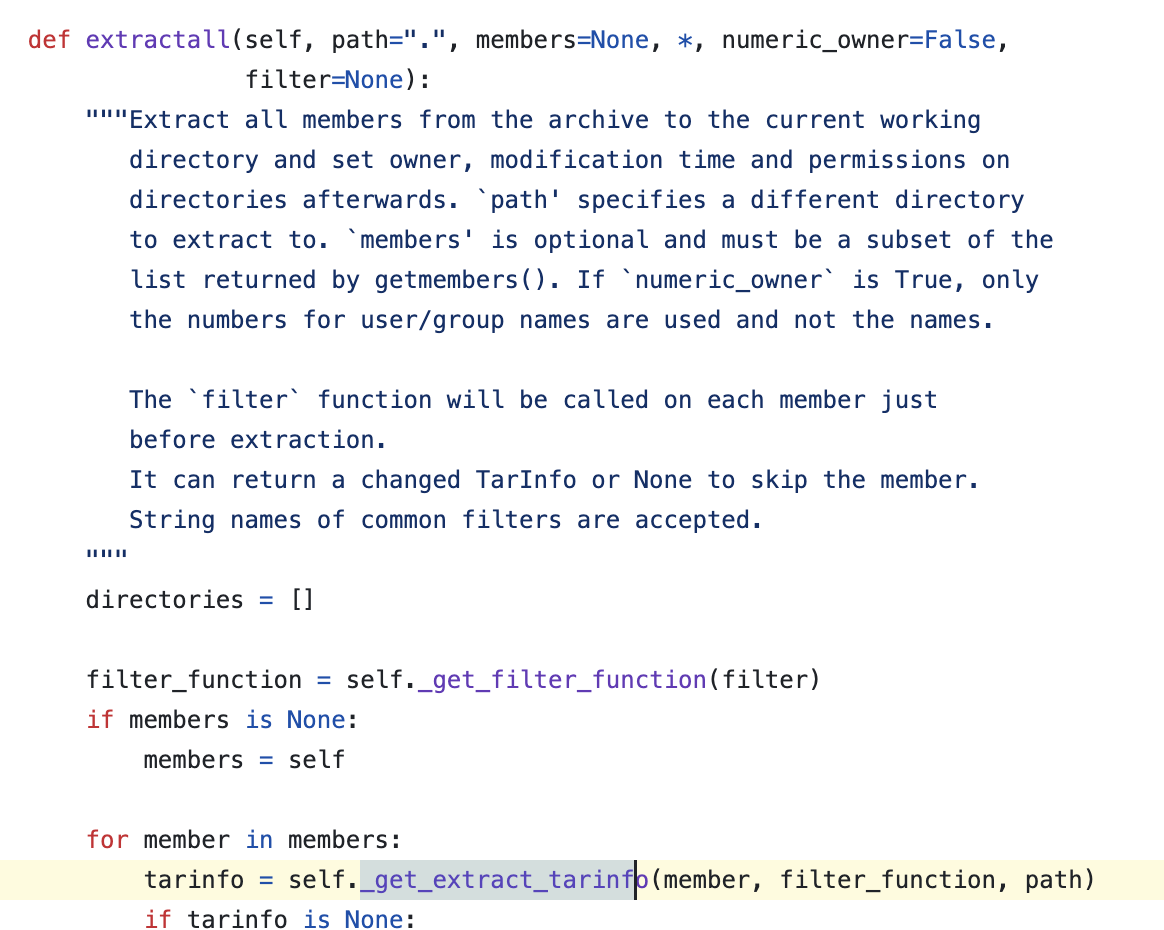 def extractall(self, path=".", members=None, *, numeric_owner=False,
               filter=None):
    """Extract all members from the archive to the current working
       directory and set owner, modification time and permissions on
       directories afterwards. `path' specifies a different directory
       to extract to. `members' is optional and must be a subset of the
       list returned by getmembers(). If `numeric_owner` is True, only
       the numbers for user/group names are used and not the names.

       The `filter` function will be called on each member just
       before extraction.
       It can return a changed TarInfo or None to skip the member.
       String names of common filters are accepted.
    """
    directories = []

    filter_function = self._get_filter_function(filter)
    if members is None:
        members = self

    for member in members:
        tarinfo = self._get_extract_tarinfo(member, filter_function, path)
        if tarinfo is None: